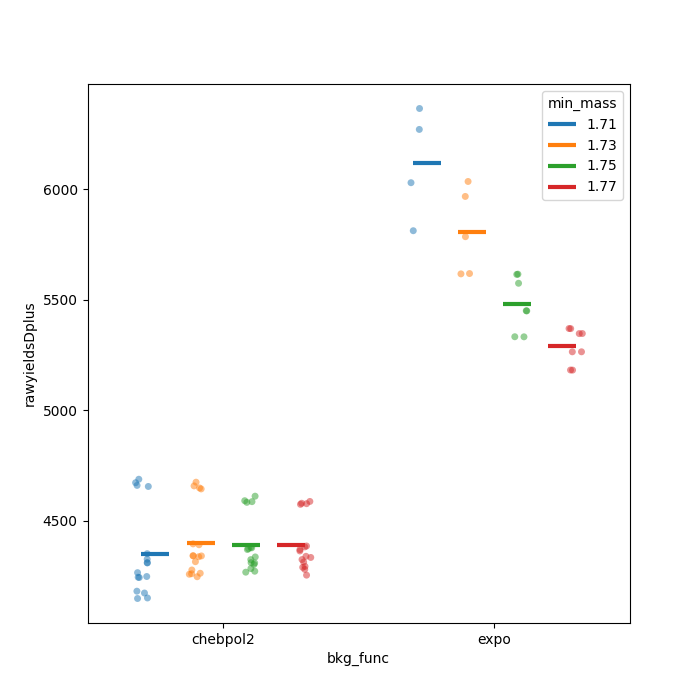 min_mass
1.71
1.73
1.75
1.77
6000
5500
5000
4500
rawyieldsDplus
chebpol2 expo
bkg_func